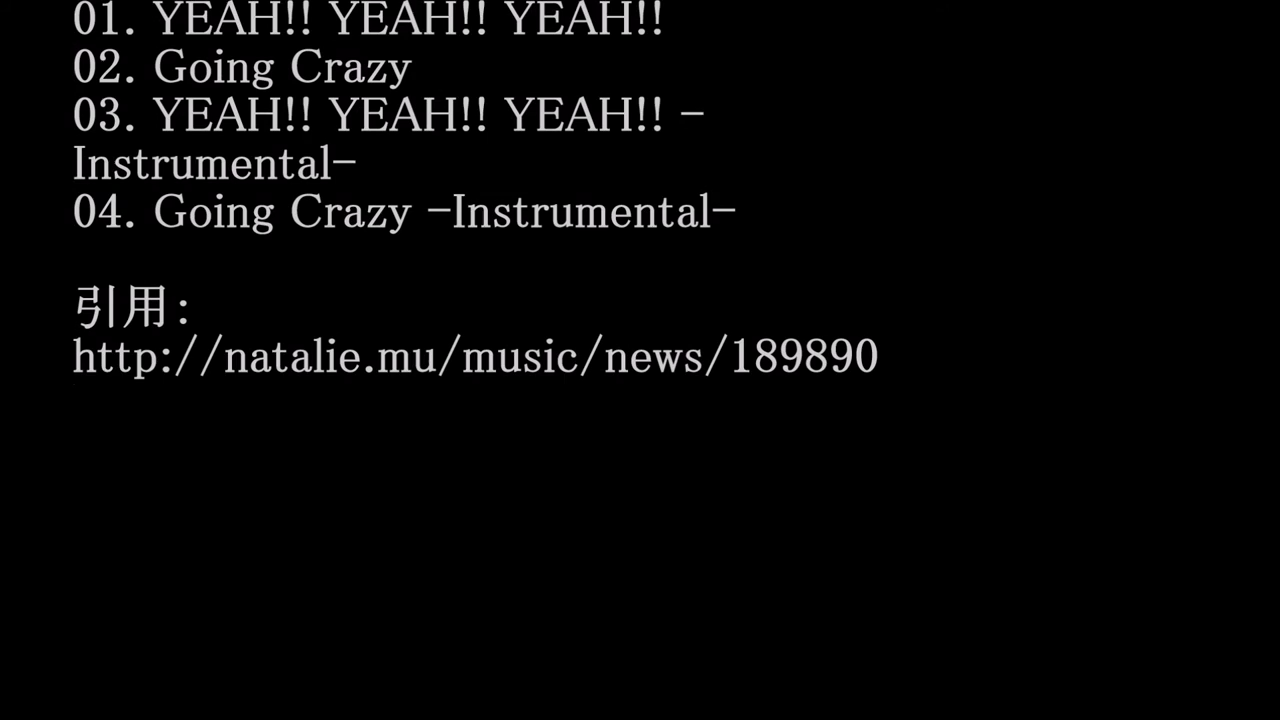 01. YEAH!! YEAH!! YEAH!!
02. Going Crazy
03. YEAH!! YEAH!! YEAH!! −
Instrumental−
04. Going Crazy −Instrumental−
引用：
http://natalie.mu/music/news/189890